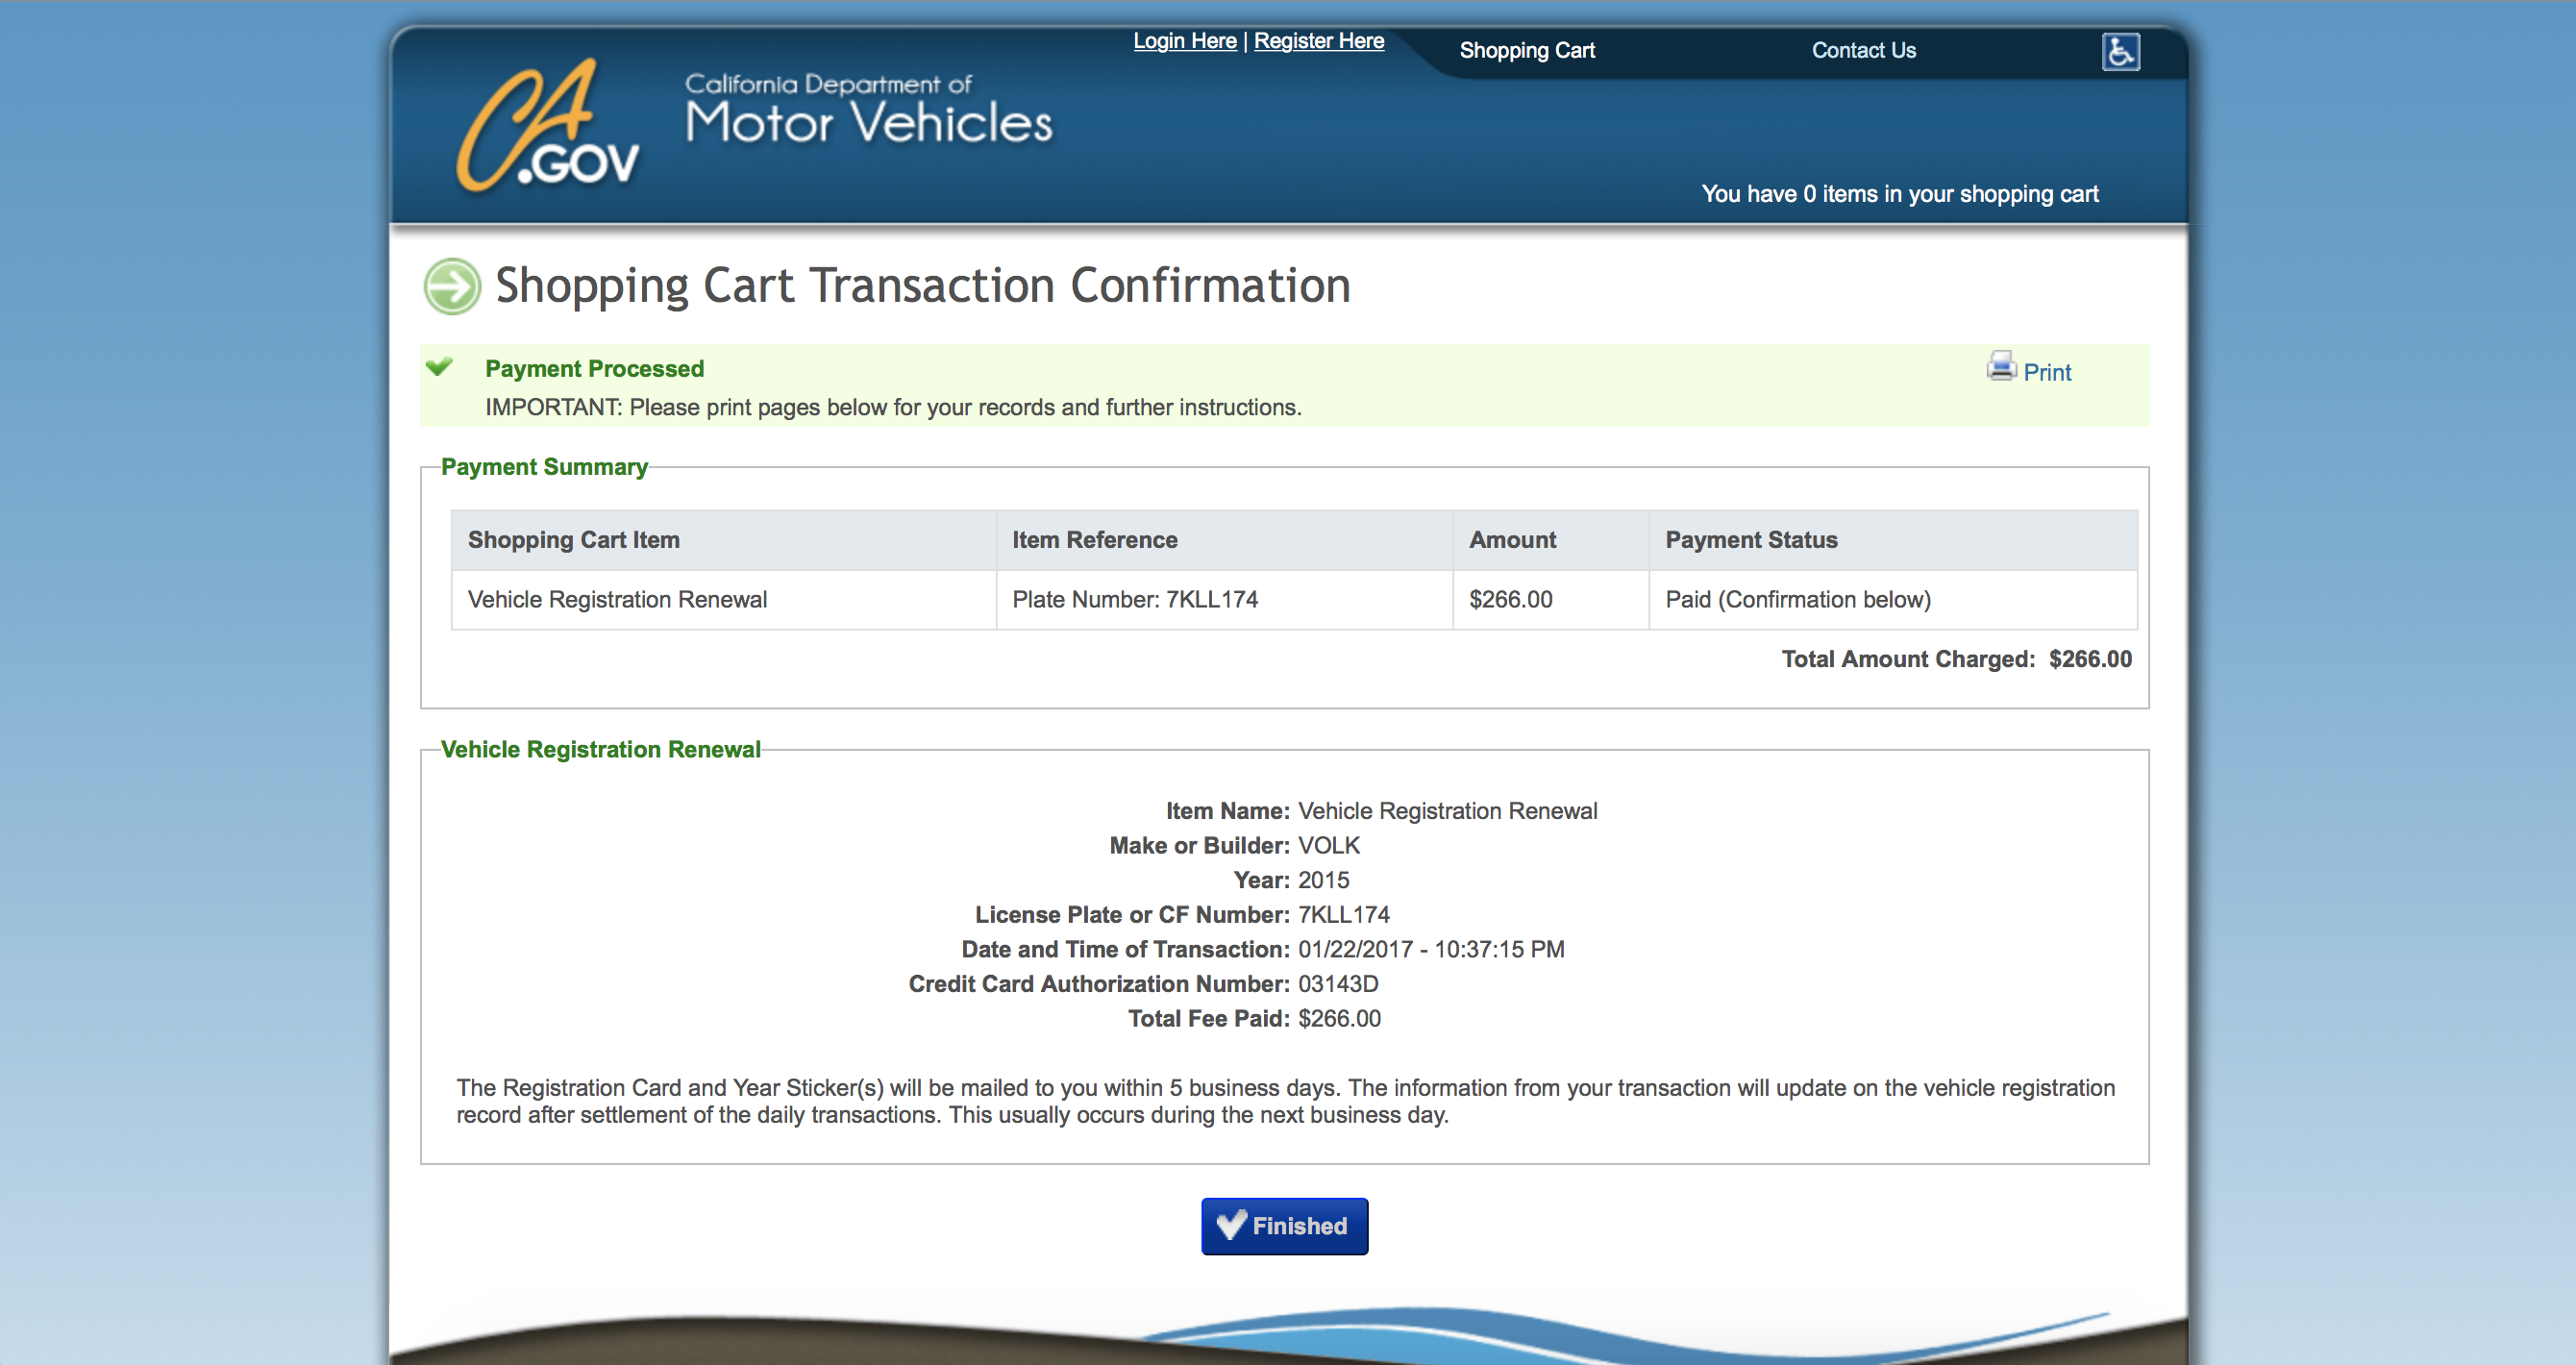 Login Here | Register Here
Shopping Cart
Contact Us
CA
.GOV
California Department of
Motor Vehicles
You have 0 items in your shopping cart
Shopping Cart Transaction Confirmation
Payment Processed
Print
IMPORTANT: Please print pages below for your records and further instructions.
Payment Summary
Shopping Cart Item Item Reference Amount Payment Status
Vehicle Registration Renewal Plate Number: 7KLL174 $266.00 Paid (Confirmation below)
Total Amount Charged: $266.00
Vehicle Registration Renewal
Item Name: Vehicle Registration Renewal
Make or Builder: VOLK
Year: 2015
License Plate or CF Number: 7KLL174
Date and Time of Transaction: 01/22/2017 - 10:37:15 PM
Credit Card Authorization Number: 03143D
Total Fee Paid: $266.00
The Registration Card and Year Sticker(s) will be mailed to you within 5 business days. The information from your transaction will update on the vehicle registration
record after settlement of the daily transactions. This usually occurs during the next business day.
Finished